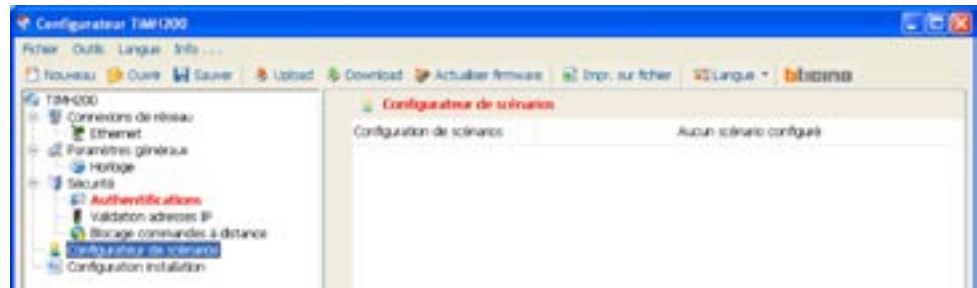 Configurateur TiMH200
Fichier Outils Langue Info ...
Nouveau Ouvrir Sauver Upload Download Actualiser firmware Impr. sur fichier Langue bticino
TIMH200
Connexions de réseau
Ethernet
Paramètres généraux
Horloge
Sécurité
Authentifications
Validation adresses IP
Blocage commandes à distance
Configurateur de scénarios
Configuration installation
Configurateur de scénarios
Configuration de scénarios Aucun scénario configuré